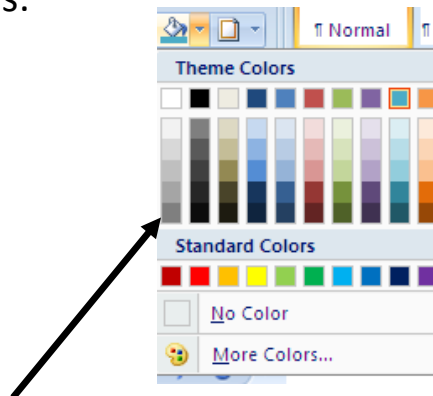 s.
¶ Normal ¶
Theme Colors
Standard Colors
No Color
More Colors...